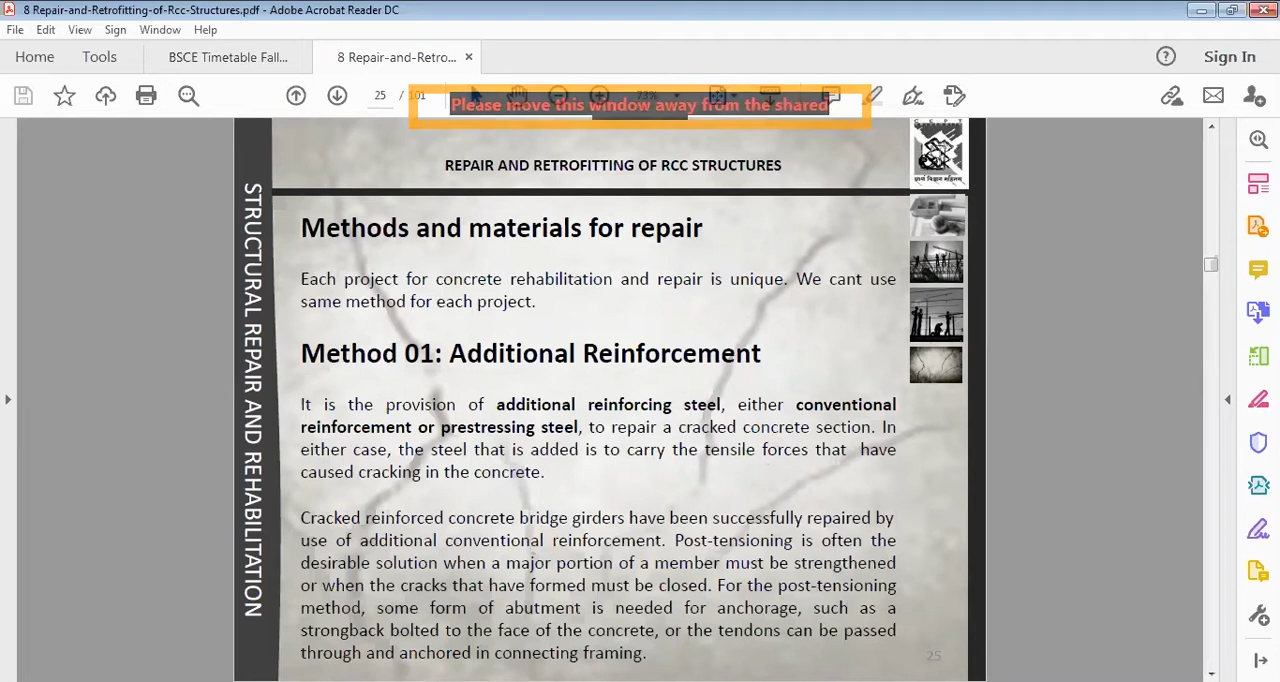 8 Repair-and-Retrofitting-of-Rcc-Structures.pdf - Adobe Acrobat Reader DC
File Edit View Sign Window Help
Home Tools BSCE Timetable Fall... 8 Repair-and-Retro... ×
Sign In
25 / 101 73%
Please move this window away from the shared
REPAIR AND RETROFITTING OF RCC STRUCTURES
STRUCTURAL REPAIR AND REHABILITATION
Methods and materials for repair
Each project for concrete rehabilitation and repair is unique. We cant use
same method for each project.
Method 01: Additional Reinforcement
It is the provision of additional reinforcing steel, either conventional
reinforcement or prestressing steel, to repair a cracked concrete section. In
either case, the steel that is added is to carry the tensile forces that have
caused cracking in the concrete.
Cracked reinforced concrete bridge girders have been successfully repaired by
use of additional conventional reinforcement. Post-tensioning is often the
desirable solution when a major portion of a member must be strengthened
or when the cracks that have formed must be closed. For the post-tensioning
method, some form of abutment is needed for anchorage, such as a
strongback bolted to the face of the concrete, or the tendons can be passed
through and anchored in connecting framing.
25